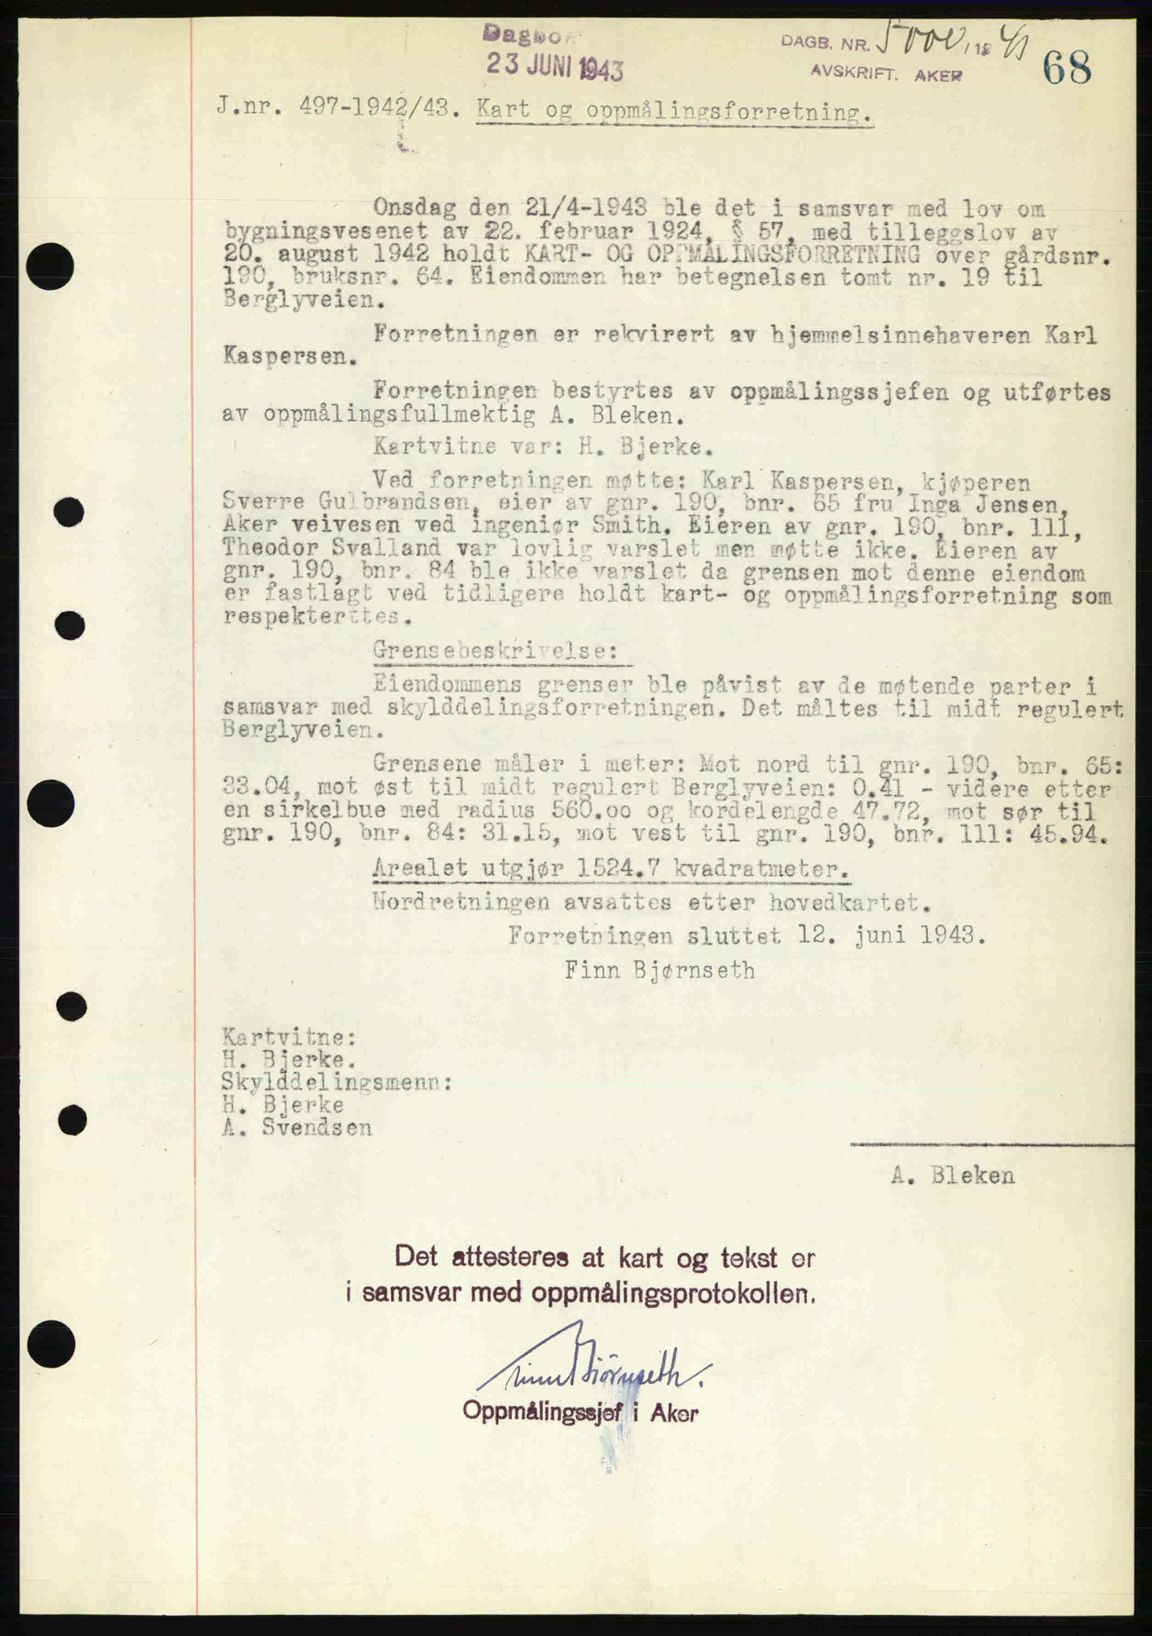 Dagbok
23 JUNI 1943
DAGB. NR. 5000/19 43
AVSKRIFT. AKER
68
J.nr. 497-1942/43. Kart og oppmålingsforretning.
Onsdag den 21/4-1943 ble det i samsvar med lov om
bygningsvesenet av 22. februar 1924, § 57, med tilleggslov av
20. august 1942 holdt KART- OG OPPMÅLINGSFORRETNING over gårdsnr.
190, bruksnr. 64. Eiendommen har betegnelsen tomt nr. 19 til
Berglyveien.
Forretningen er rekvirert av hjemmelsinnehaveren Karl
Kaspersen.
Forretningen bestyrtes av oppmålingssjefen og utførtes
av oppmålingsfullmektig A. Bleken.
Kartvitne var: H. Bjerke.
Ved forretningen møtte: Karl Kaspersen, kjøperen
Sverre Gulbrandsen, eier av gnr. 190, bnr. 65 fru Inga Jensen,
Aker veivesen ved ingeniør Smith. Eieren av gnr. 190, bnr. 111,
Theodor Svalland var lovlig varslet men møtte ikke. Eieren av
gnr. 190, bnr. 84 ble ikke varslet da grensen mot denne eiendom
er fastlagt ved tidligere holdt kart- og oppmålingsforretning som
respekterttes.
Grensebeskrivelse:
Eiendommens grenser ble påvist av de møtende parter i
samsvar med skylddelingsforretningen. Det måltes til midt regulert
Berglyveien.
Grensene måler i meter: Mot nord til gnr. 190, bnr. 65:
33.04, mot øst til midt regulert Berglyveien: 0.41 - videre etter
en sirkelbue med radius 560.oo og kordelengde 47.72, mot sør til
gnr. 190, bnr. 84: 31.15, mot vest til gnr. 190, bnr. 111: 45.94.
Arealet utgjør 1524.7 kvadratmeter.
Nordretningen avsattes etter hovedkartet.
Forretningen sluttet 12. juni 1943.
Finn Bjørnseth
Kartvitne:
H. Bjerke.
Skylddelingsmenn:
H. Bjerke
A. Svendsen
A. Bleken
Det attesteres at kart og tekst er
i samsvar med oppmålingsprotokollen.
Finn Bjørnseth.
Oppmålingssjef i Aker